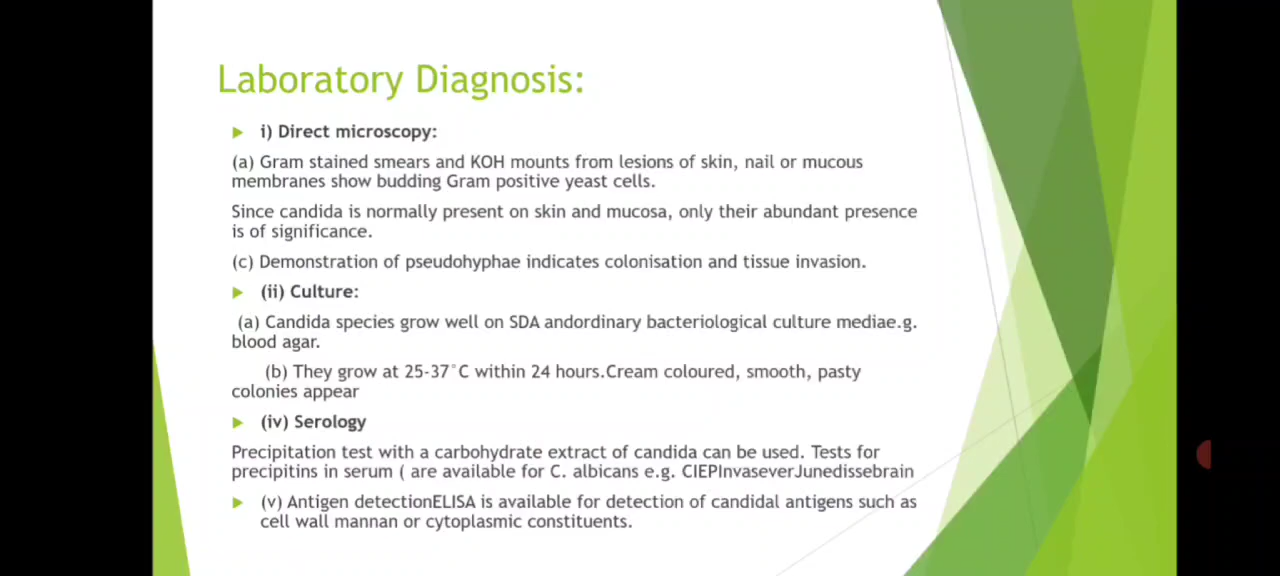 Laboratory Diagnosis:
i) Direct microscopy:
(a) Gram stained smears and KOH mounts from lesions of skin, nail or mucous
membranes show budding Gram positive yeast cells.
Since candida is normally present on skin and mucosa, only their abundant presence
is of significance.
(c) Demonstration of pseudohyphae indicates colonisation and tissue invasion.
(ii) Culture:
(a) Candida species grow well on SDA andordinary bacteriological culture mediae.g.
blood agar.
(b) They grow at 25-37°C within 24 hours.Cream coloured, smooth, pasty
colonies appear
(iv) Serology
Precipitation test with a carbohydrate extract of candida can be used. Tests for
precipitins in serum ( are available for C. albicans e.g. CIEPInvaseverJunedissebrain
(v) Antigen detectionELISA is available for detection of candidal antigens such as
cell wall mannan or cytoplasmic constituents.